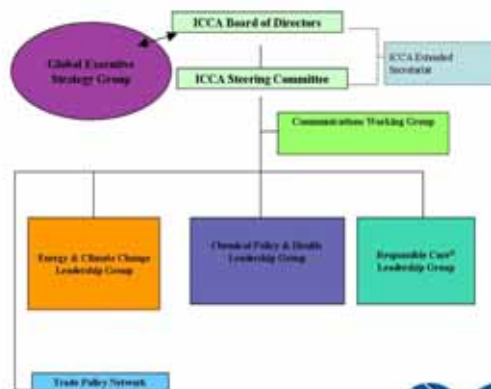 ICCA Board of Directors
Global Executive
Strategy Group
ICCA Extended
Secretariat
ICCA Steering Committee
Communications Working Group
Energy & Climate Change
Leadership Group
Chemical Policy & Health
Leadership Group
Responsible Care®
Leadership Group
Trade Policy Network